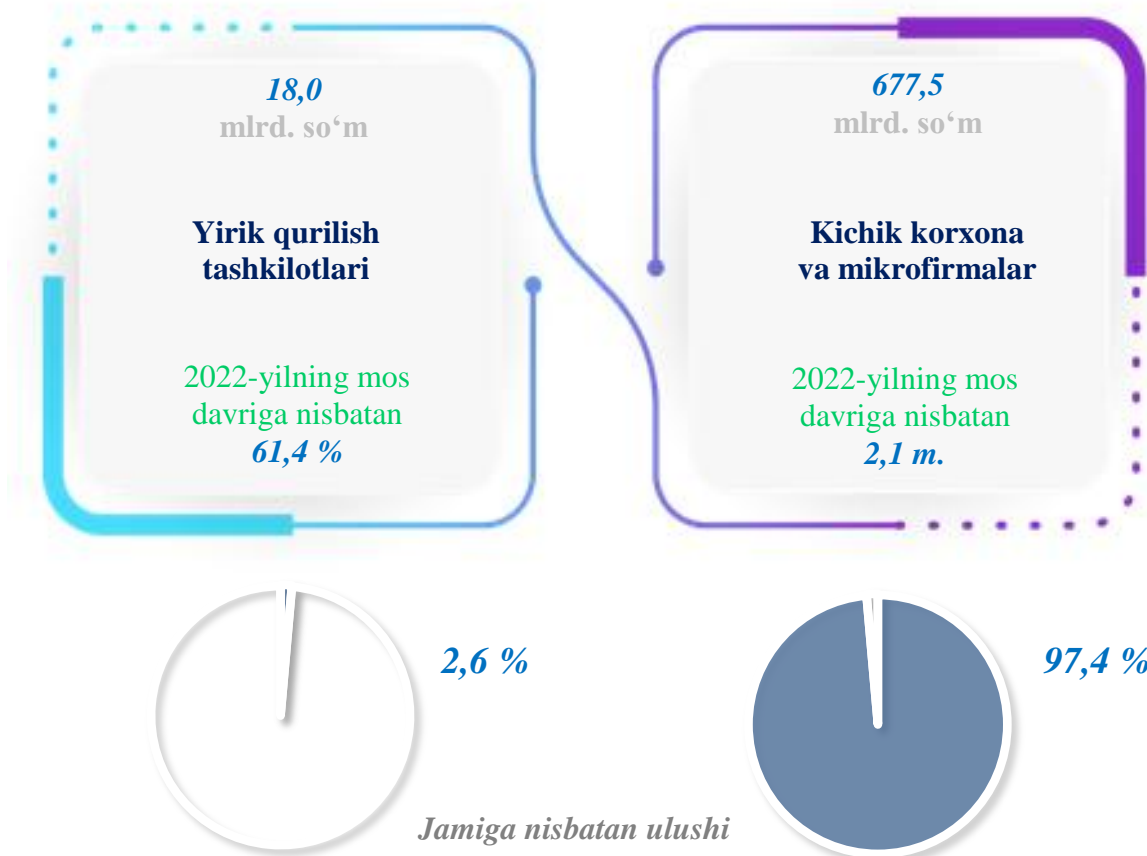 18,0
mlrd. so‘m
Yirik qurilish
tashkilotlari
2022-yilning mos
davriga nisbatan
61,4 %
677,5
mlrd. so‘m
Kichik korxona
va mikrofirmalar
2022-yilning mos
davriga nisbatan
2,1 m.
2,6 %
97,4 %
Jamiga nisbatan ulushi